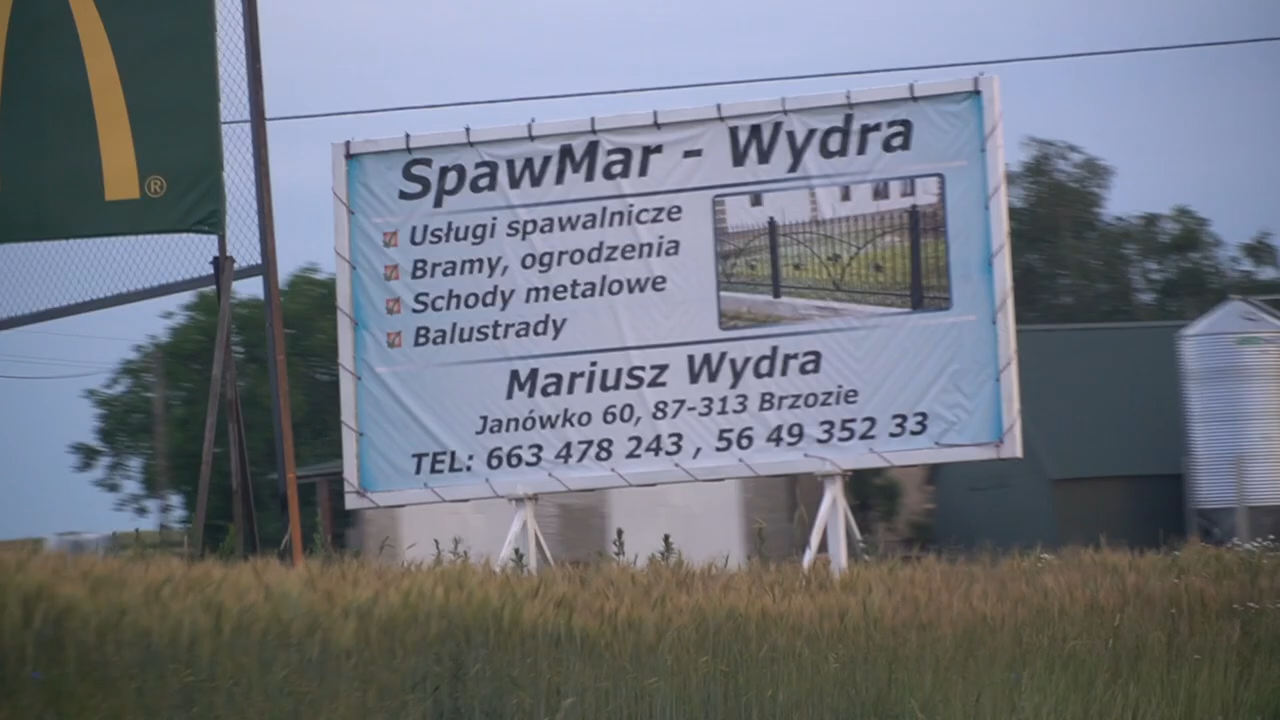 SpawMar - Wydra
Usługi spawalnicze
Bramy, ogrodzenia
Schody metalowe
Balustrady
Mariusz Wydra
Janówko 60, 87-313 Brzozie
TEL: 663 478 243 , 56 49 352 33
®